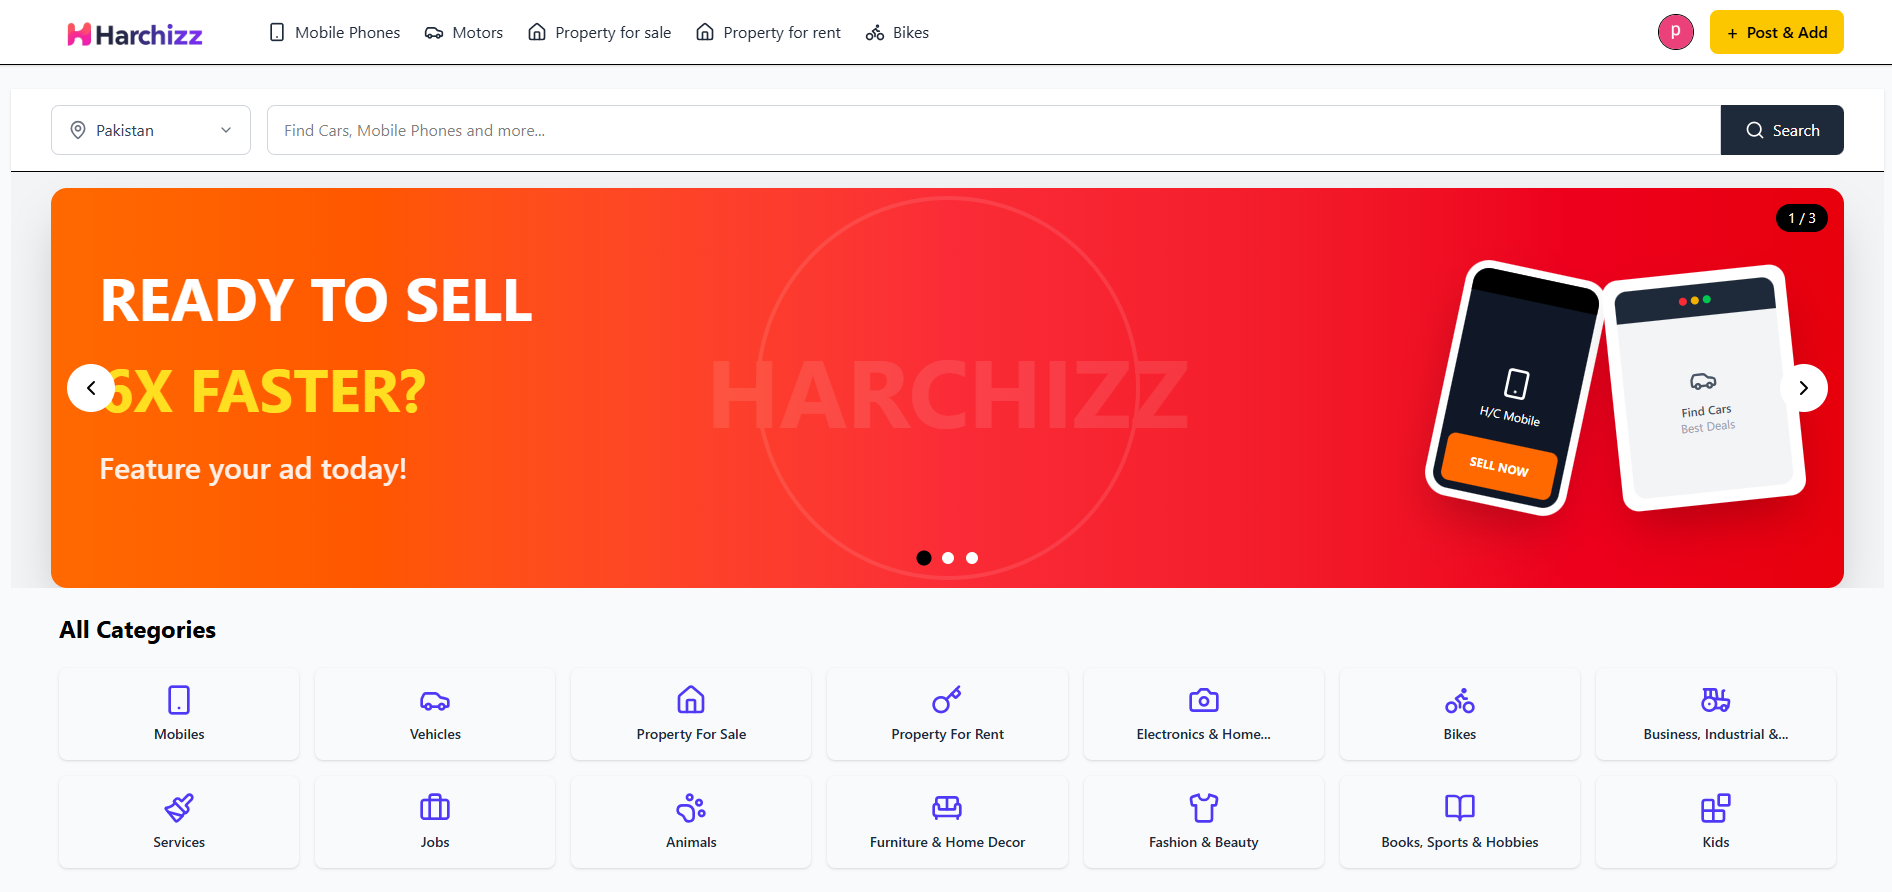 Harchizz
Mobile Phones
Motors
Property for sale
Property for rent
Bikes
p
+ Post & Add
Pakistan
Find Cars, Mobile Phones and more...
Search
1 / 3
READY TO SELL
6X FASTER?
Feature your ad today!
HARCHIZZ
H/C Mobile
SELL NOW
Find Cars
Best Deals
All Categories
Mobiles
Vehicles
Property For Sale
Property For Rent
Electronics & Home...
Bikes
Business, Industrial &...
Services
Jobs
Animals
Furniture & Home Decor
Fashion & Beauty
Books, Sports & Hobbies
Kids